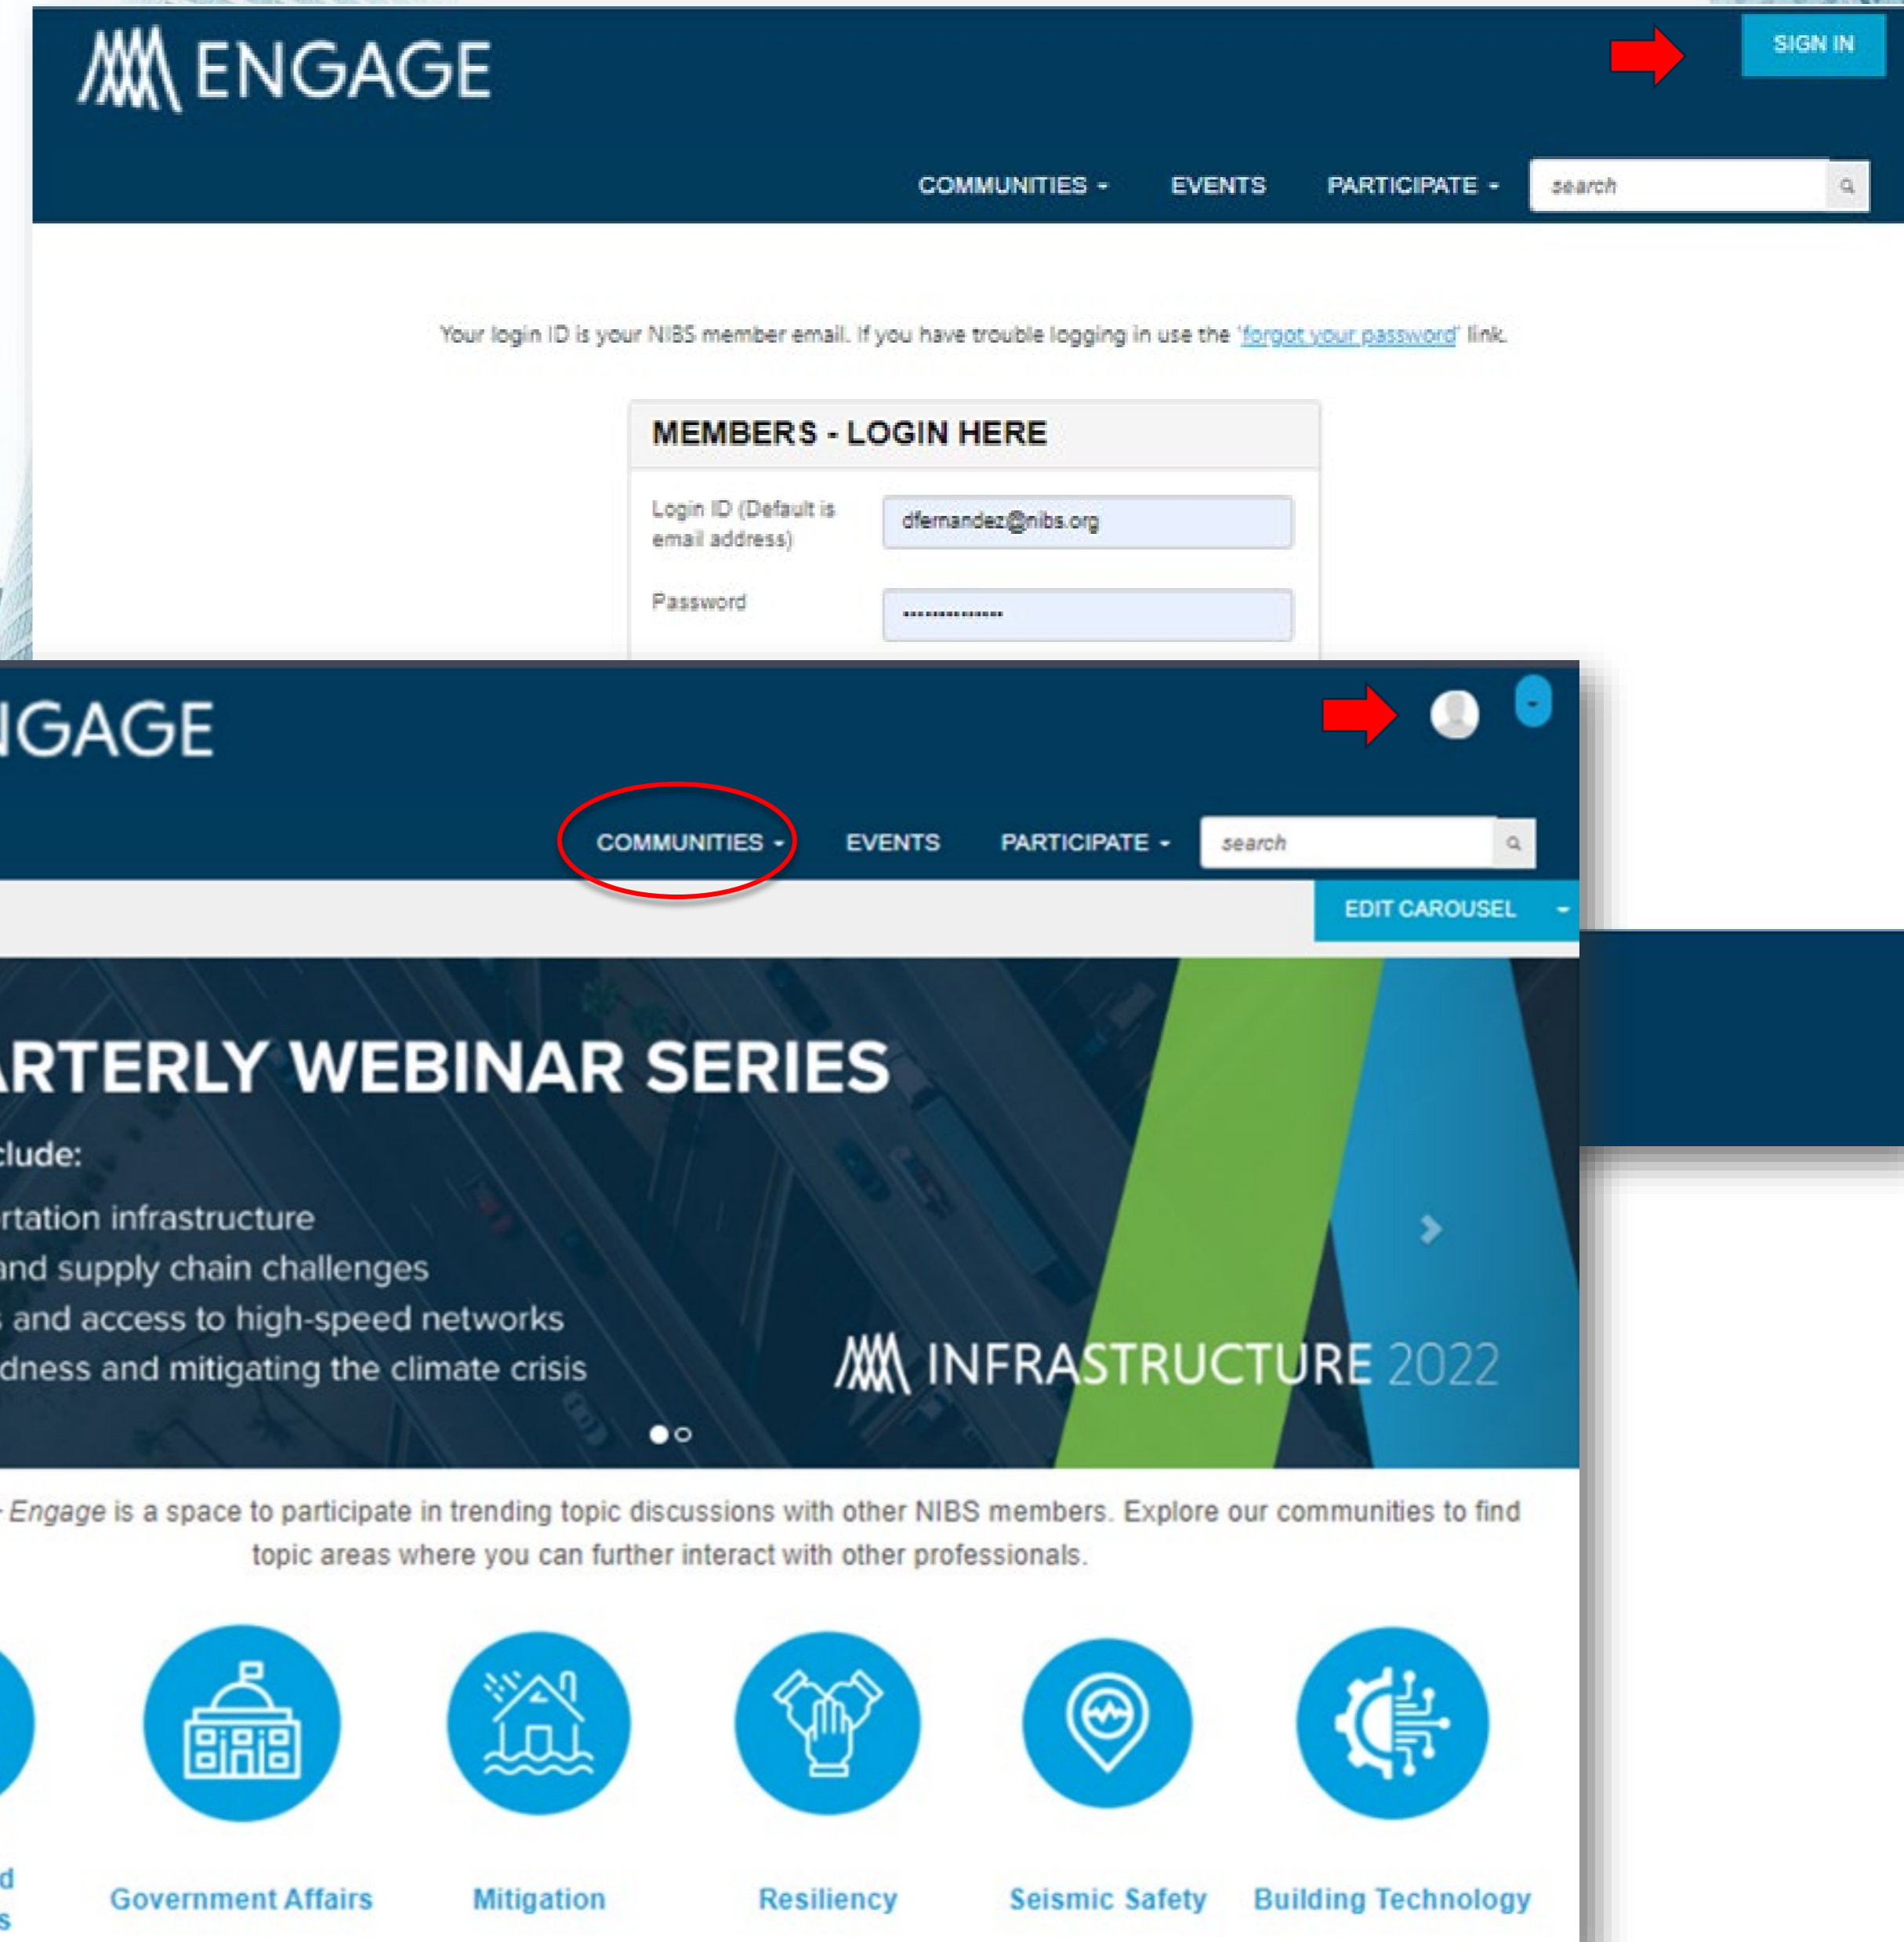 ENGAGE
SIGN IN
COMMUNITIES
EVENTS
PARTICIPATE
search
Your login ID is your NIBS member email. If you have trouble logging in use the 'forgot your password' link.
MEMBERS - LOGIN HERE
Login ID (Default is
email address)
dfernandez@nibs.org
Password
NGAGE
COMMUNITIES
EVENTS
PARTICIPATE
search
EDIT CAROUSEL
ARTERLY WEBINAR SERIES
clude:
rtation infrastructure
and supply chain challenges
s and access to high-speed networks
dness and mitigating the climate crisis
INFRASTRUCTURE 2022
- Engage is a space to participate in trending topic discussions with other NIBS members. Explore our communities to find
topic areas where you can further interact with other professionals.
d
s
Government Affairs
Mitigation
Resiliency
Seismic Safety
Building Technology